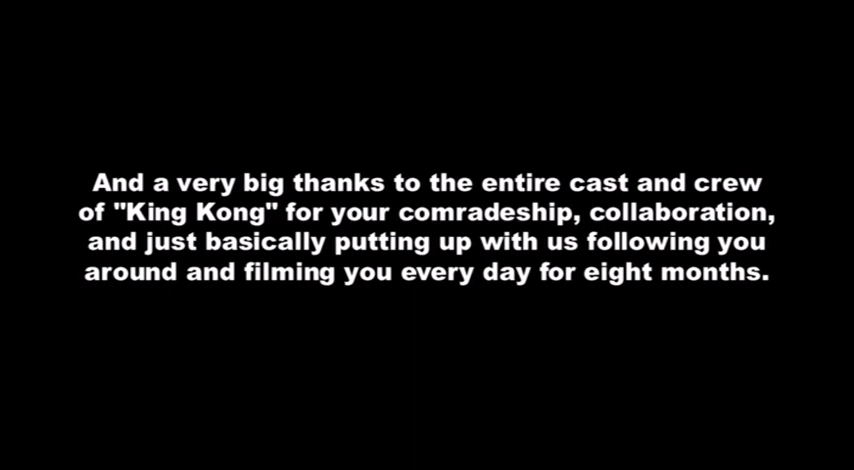 And a very big thanks to the entire cast and crew
of "King Kong" for your comradeship, collaboration,
and just basically putting up with us following you
around and filming you every day for eight months.